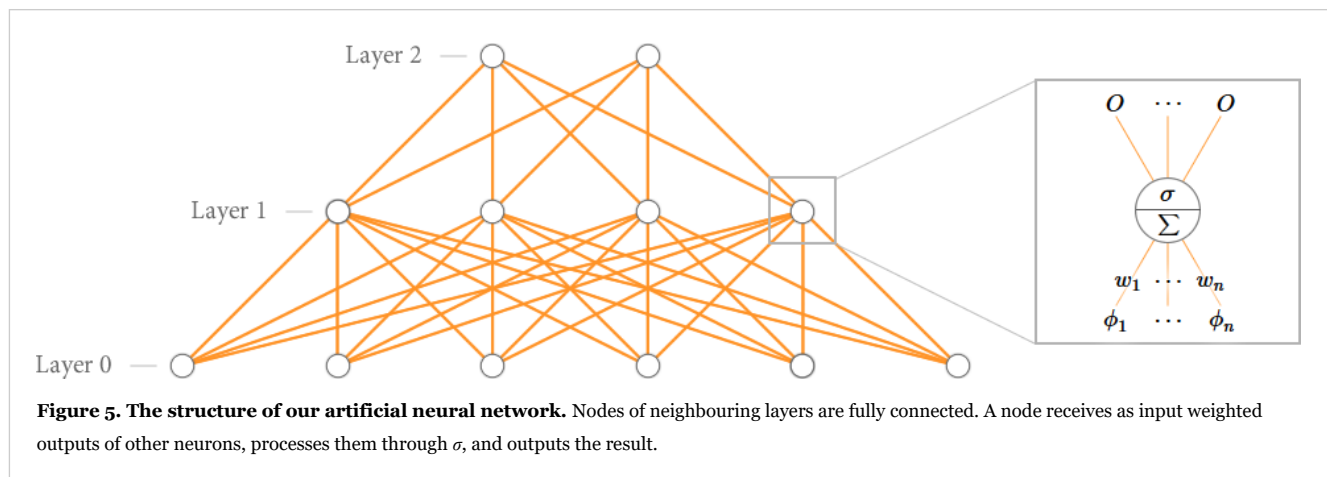 Layer 2
O ⋯ O
σ
Layer 1
∑
w₁ ⋯ wₙ
ϕ₁ ⋯ ϕₙ
Layer 0
Figure 5. The structure of our artificial neural network. Nodes of neighbouring layers are fully connected. A node receives as input weighted
outputs of other neurons, processes them through σ, and outputs the result.